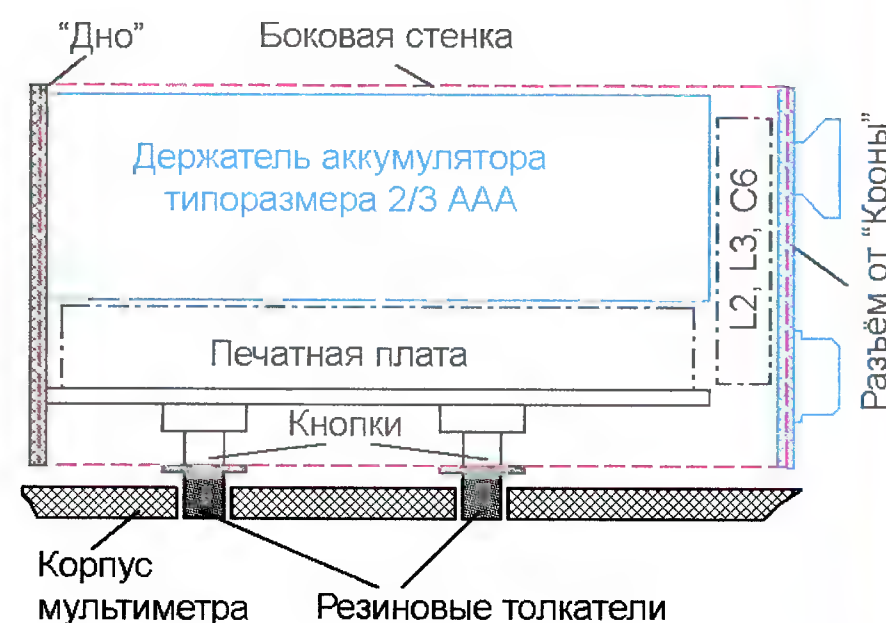 “Дно”
Боковая стенка
Держатель аккумулятора
типоразмера 2/3 ААА
L2, L3, C6
Разъём от “Кроны”
Печатная плата
Кнопки
Корпус
мультиметра
Резиновые толкатели